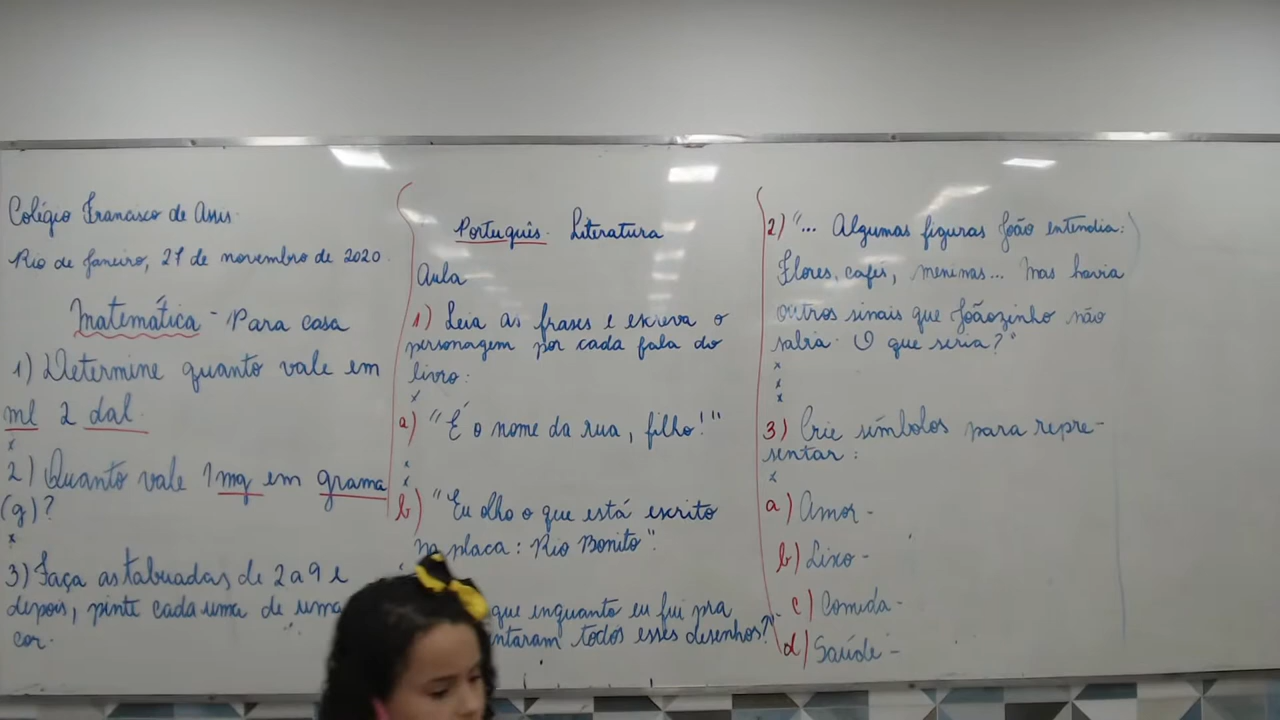 Colégio Francisco de Assis.
Rio de Janeiro, 27 de novembro de 2020.
Matemática - Para casa
1) Determine quanto vale em
ml 2 dal.
x
2) Quanto vale 1mg em grama
(g)?
x
3) Faça as tabuadas de 2 a 9 e
depois, pinte cada uma de uma
cor.
Português. Literatura
Aula
1) Leia as frases e escreva o
personagem por cada fala do
livro:
x
a) "É o nome da rua, filho!"
x
x
b) "Eu olho o que está escrito
na placa: Rio Bonito".
que enquanto eu fui pra
ntaram todos esses desenhos?"
2) "... Algumas figuras João entendia:
Flores, cafés, meninas... Mas havia
outros sinais que Joãozinho não
sabia. O que seria?"
x
x
x
3) Crie símbolos para repre-
sentar:
x
a) Amor -
b) Lixo -
c) Comida -
d) Saúde -